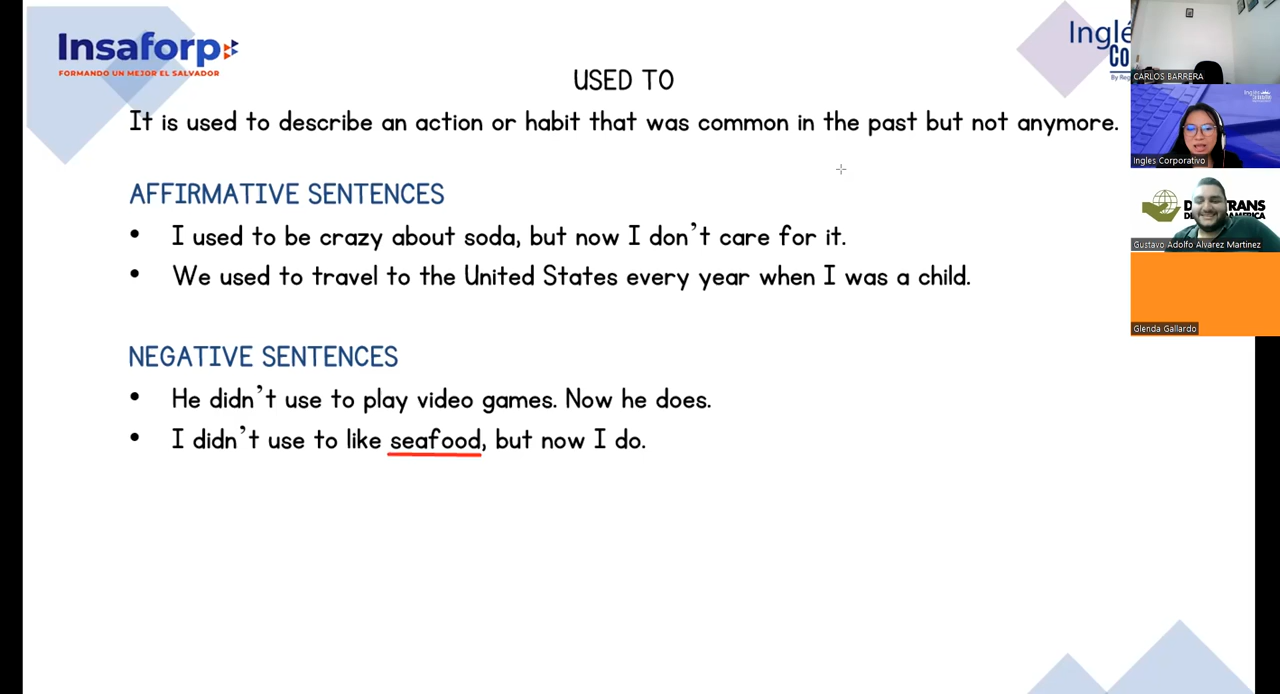 Insaforp
FORMANDO UN MEJOR EL SALVADOR
USED TO
It is used to describe an action or habit that was common in the past but not anymore.
AFFIRMATIVE SENTENCES
• I used to be crazy about soda, but now I don't care for it.
• We used to travel to the United States every year when I was a child.
NEGATIVE SENTENCES
• He didn't use to play video games. Now he does.
• I didn't use to like seafood, but now I do.
CARLOS BARRERA
Ingles Corporativo
Gustavo Adolfo Alvarez Martinez
Glenda Gallardo